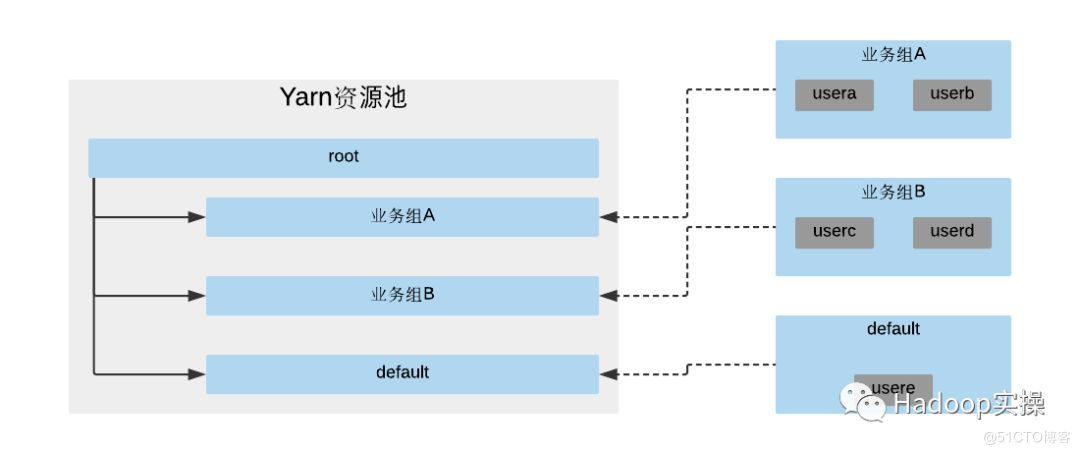 Yarn资源池
root
业务组A
业务组B
default
业务组A
usera userb
业务组B
userc userd
default
usere
Hadoop实操
@51CTO博客